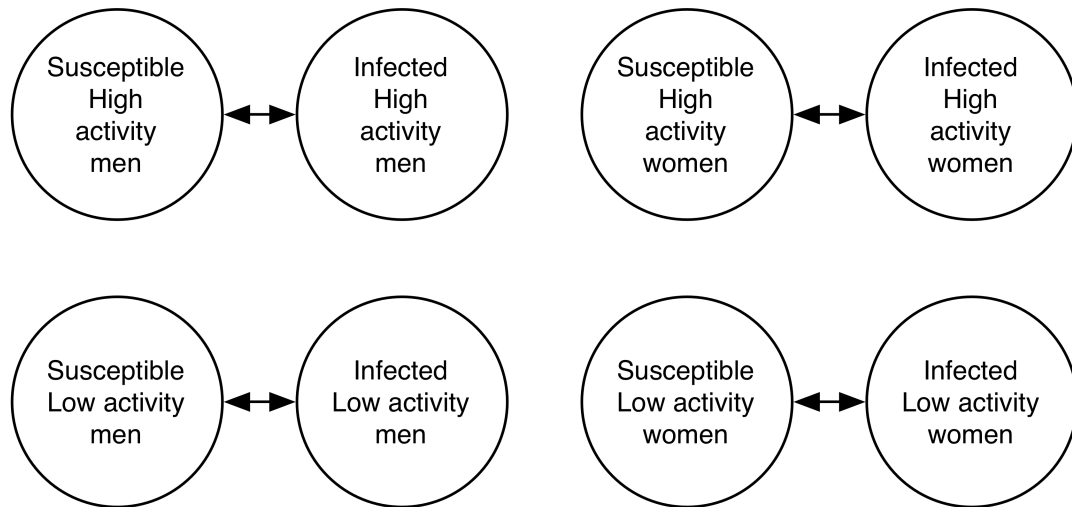 Susceptible
High
activity
men
Infected
High
activity
men
Susceptible
High
activity
women
Infected
High
activity
women
Susceptible
Low activity
men
Infected
Low activity
men
Susceptible
Low activity
women
Infected
Low activity
women